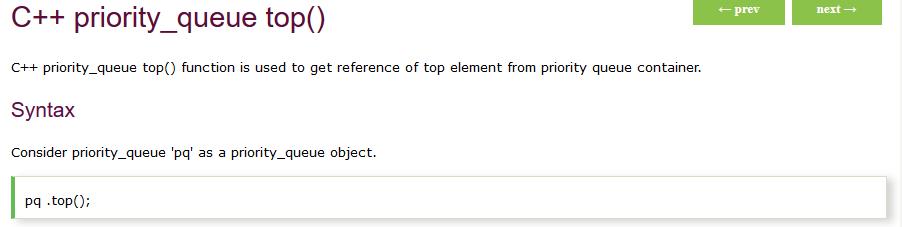 C++ priority_queue top()
← prev
next →
C++ priority_queue top() function is used to get reference of top element from priority queue container.
Syntax
Consider priority_queue 'pq' as a priority_queue object.
pq .top();